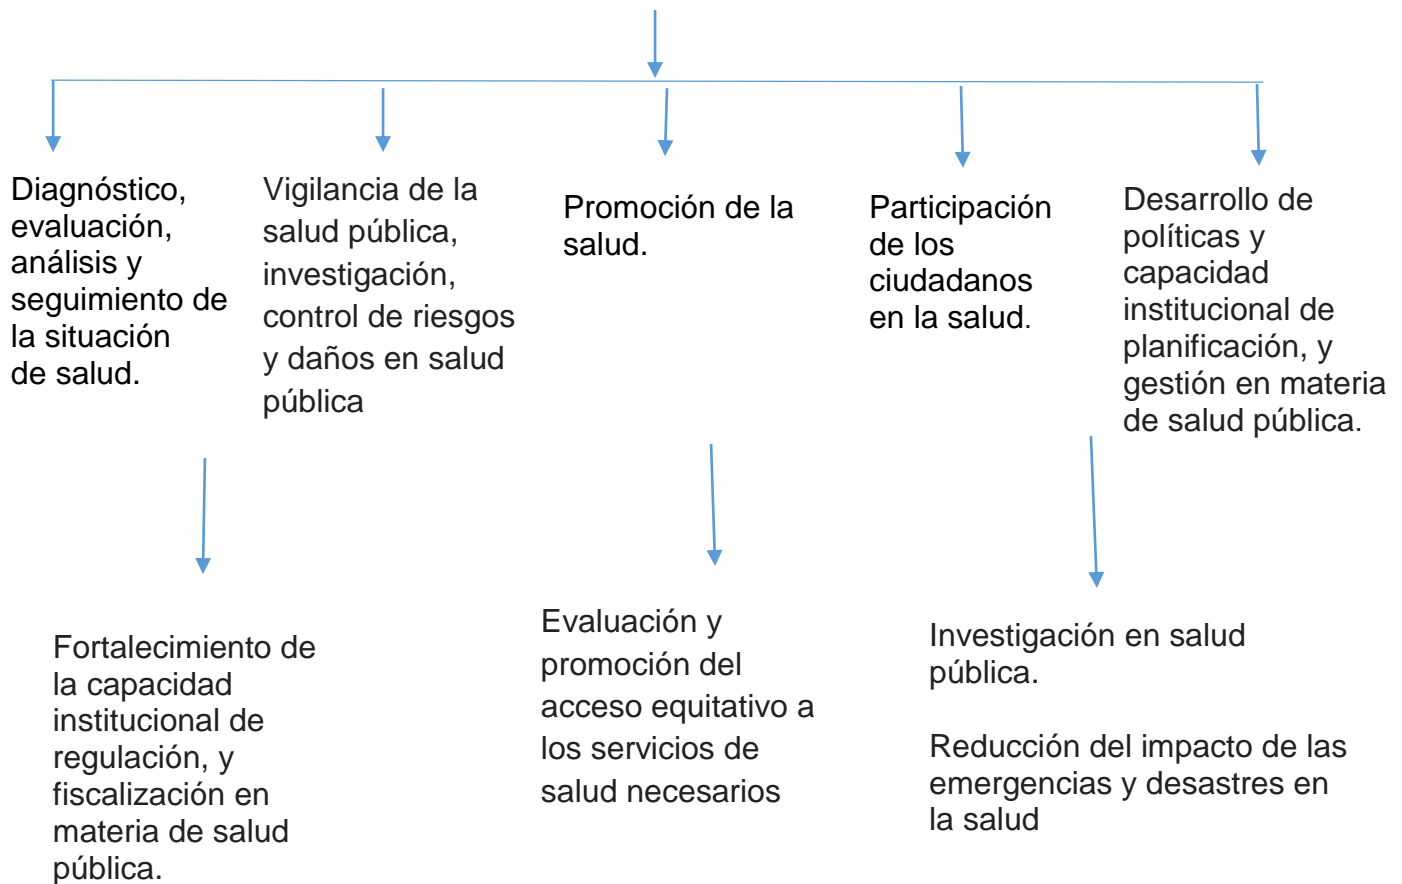 Diagnóstico,
evaluación,
análisis y
seguimiento de
la situación
de salud.
Vigilancia de la
salud pública,
investigación,
control de riesgos
y daños en salud
pública
Promoción de la
salud.
Participación
de los
ciudadanos
en la salud.
Desarrollo de
políticas y
capacidad
institucional de
planificación, y
gestión en materia
de salud pública.
Fortalecimiento de
la capacidad
institucional de
regulación, y
fiscalización en
materia de salud
pública.
Evaluación y
promoción del
acceso equitativo a
los servicios de
salud necesarios
Investigación en salud
pública.
Reducción del impacto de las
emergencias y desastres en
la salud